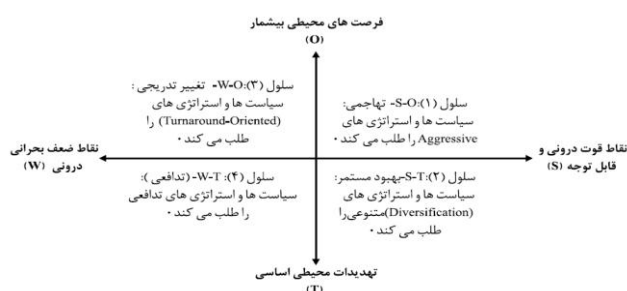 فرصت های محیطی بیشمار
(O)
سلول (۱):S-O- تهاجمی:
سیاست ها و استراتژی های
Aggressive را طلب می کند.
سلول (۳):W-O- تغییر تدریجی:
سیاست ها و استراتژی های
(Turnaround-Oriented) را
طلب می کند.
نقاط قوت درونی و
قابل توجه (S)
نقاط ضعف بحرانی
درونی (W)
سلول (۲):S-T-بهبود مستمر:
سیاست ها و استراتژی های
(Diversification)متنوعی‌را
طلب می کند.
سلول (۴): W-T- (تدافعی ):
سیاست ها و استراتژی های تدافعی
را طلب می کند.
تهدیدات محیطی اساسی
(T)